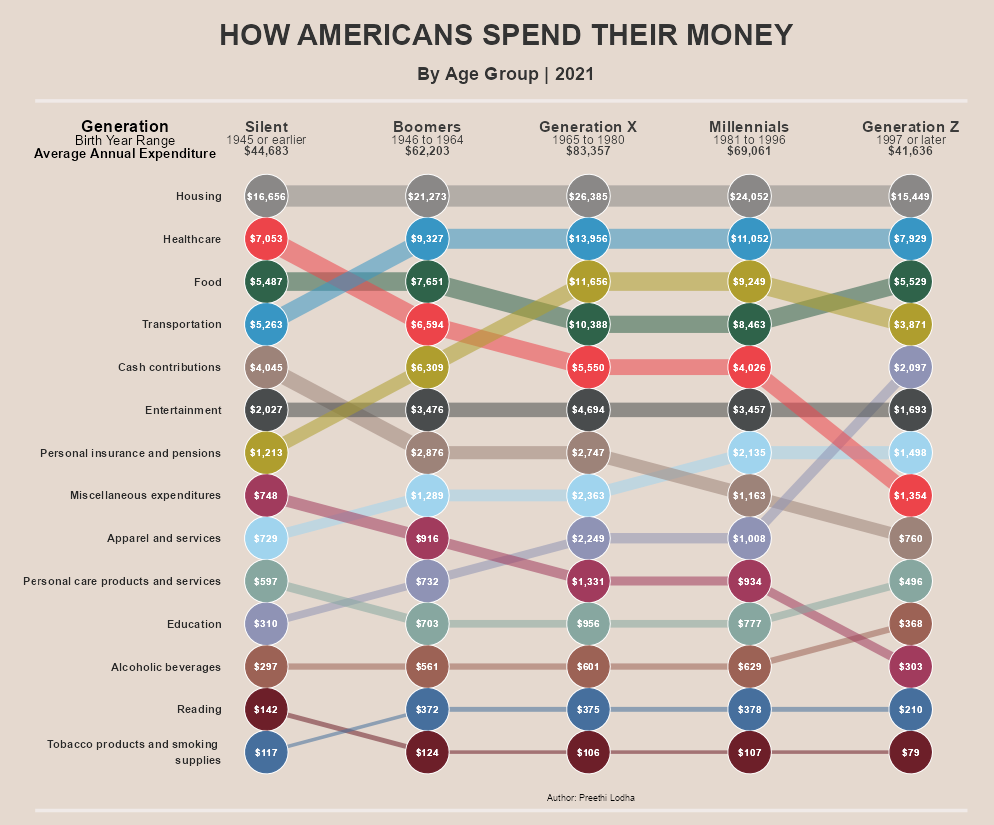 HOW AMERICANS SPEND THEIR MONEY
By Age Group | 2021
Generation Silent Boomers Generation X Millennials Generation Z
Birth Year Range 1945 or earlier 1946 to 1964 1965 to 1980 1981 to 1996 1997 or later
Average Annual Expenditure $44,683 $62,203 $83,357 $69,061 $41,636
Housing $16,656 $21,273 $26,385 $24,052 $15,449
Healthcare $7,053 $9,327 $13,956 $11,052 $7,929
Food $5,487 $7,651 $11,656 $9,249 $5,529
Transportation $5,263 $6,594 $10,388 $8,463 $3,871
Cash contributions $4,045 $6,309 $5,550 $4,026 $2,097
Entertainment $2,027 $3,476 $4,694 $3,457 $1,693
Personal insurance and pensions $1,213 $2,876 $2,747 $2,135 $1,498
Miscellaneous expenditures $748 $1,289 $2,363 $1,163 $1,354
Apparel and services $729 $916 $2,249 $1,008 $760
Personal care products and services $597 $732 $1,331 $934 $496
Education $310 $703 $956 $777 $368
Alcoholic beverages $297 $561 $601 $629 $303
Reading $142 $372 $375 $378 $210
Tobacco products and smoking
supplies $117 $124 $106 $107 $79
Author: Preethi Lodha